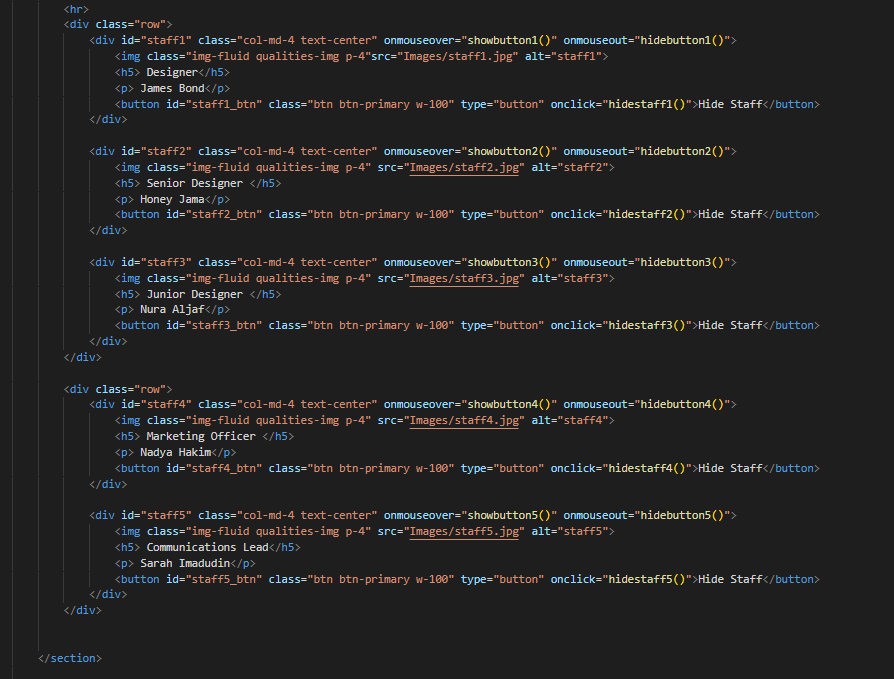 <hr>
<div class="row">
<div id="staff1" class="col-md-4 text-center" onmouseover="showbutton1()" onmouseout="hidebutton1()">
<img class="img-fluid qualities-img p-4"src="Images/staff1.jpg" alt="staff1">
<h5> Designer</h5>
<p> James Bond</p>
<button id="staff1_btn" class="btn btn-primary w-100" type="button" onclick="hidestaff1()">Hide Staff</button>
</div>
<div id="staff2" class="col-md-4 text-center" onmouseover="showbutton2()" onmouseout="hidebutton2()">
<img class="img-fluid qualities-img p-4" src="Images/staff2.jpg" alt="staff2">
<h5> Senior Designer </h5>
<p> Honey Jama</p>
<button id="staff2_btn" class="btn btn-primary w-100" type="button" onclick="hidestaff2()">Hide Staff</button>
</div>
<div id="staff3" class="col-md-4 text-center" onmouseover="showbutton3()" onmouseout="hidebutton3()">
<img class="img-fluid qualities-img p-4" src="Images/staff3.jpg" alt="staff3">
<h5> Junior Designer </h5>
<p> Nura Aljaf</p>
<button id="staff3_btn" class="btn btn-primary w-100" type="button" onclick="hidestaff3()">Hide Staff</button>
</div>
</div>
<div class="row">
<div id="staff4" class="col-md-4 text-center" onmouseover="showbutton4()" onmouseout="hidebutton4()">
<img class="img-fluid qualities-img p-4" src="Images/staff4.jpg" alt="staff4">
<h5> Marketing Officer </h5>
<p> Nadya Hakim</p>
<button id="staff4_btn" class="btn btn-primary w-100" type="button" onclick="hidestaff4()">Hide Staff</button>
</div>
<div id="staff5" class="col-md-4 text-center" onmouseover="showbutton5()" onmouseout="hidebutton5()">
<img class="img-fluid qualities-img p-4" src="Images/staff5.jpg" alt="staff5">
<h5> Communications Lead</h5>
<p> Sarah Imadudin</p>
<button id="staff5_btn" class="btn btn-primary w-100" type="button" onclick="hidestaff5()">Hide Staff</button>
</div>
</div>
</section>